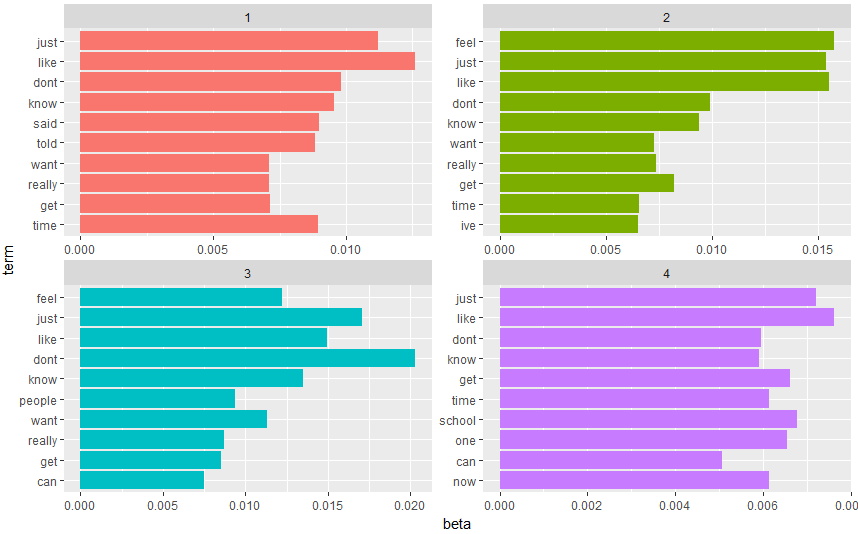 1
just
like
dont
know
said
told
want
really
get
time
0.000 0.005 0.010
2
feel
just
like
dont
know
want
really
get
time
ive
0.000 0.005 0.010 0.015
term
3
feel
just
like
dont
know
people
want
really
get
can
0.000 0.005 0.010 0.015 0.020
4
just
like
dont
know
get
time
school
one
can
now
0.000 0.002 0.004 0.006 0.00
beta